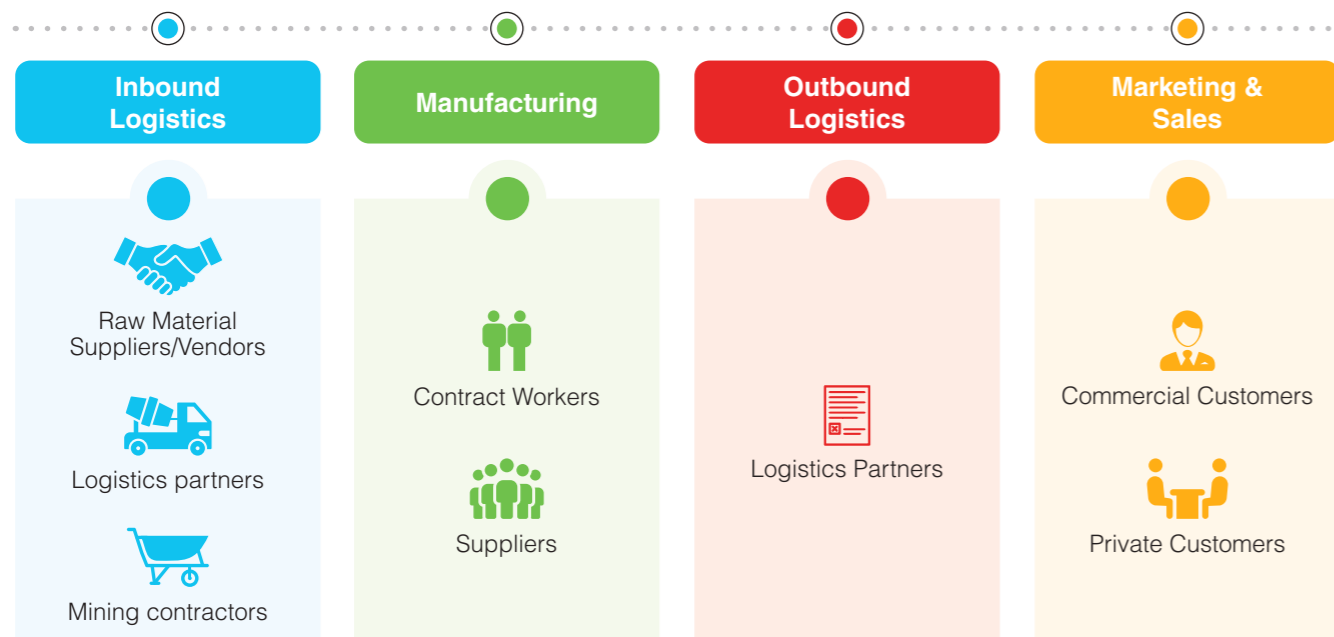 Inbound
Logistics
Manufacturing
Outbound
Logistics
Marketing &
Sales
Raw Material
Suppliers/Vendors
Logistics partners
Mining contractors
Contract Workers
Suppliers
Logistics Partners
Commercial Customers
Private Customers